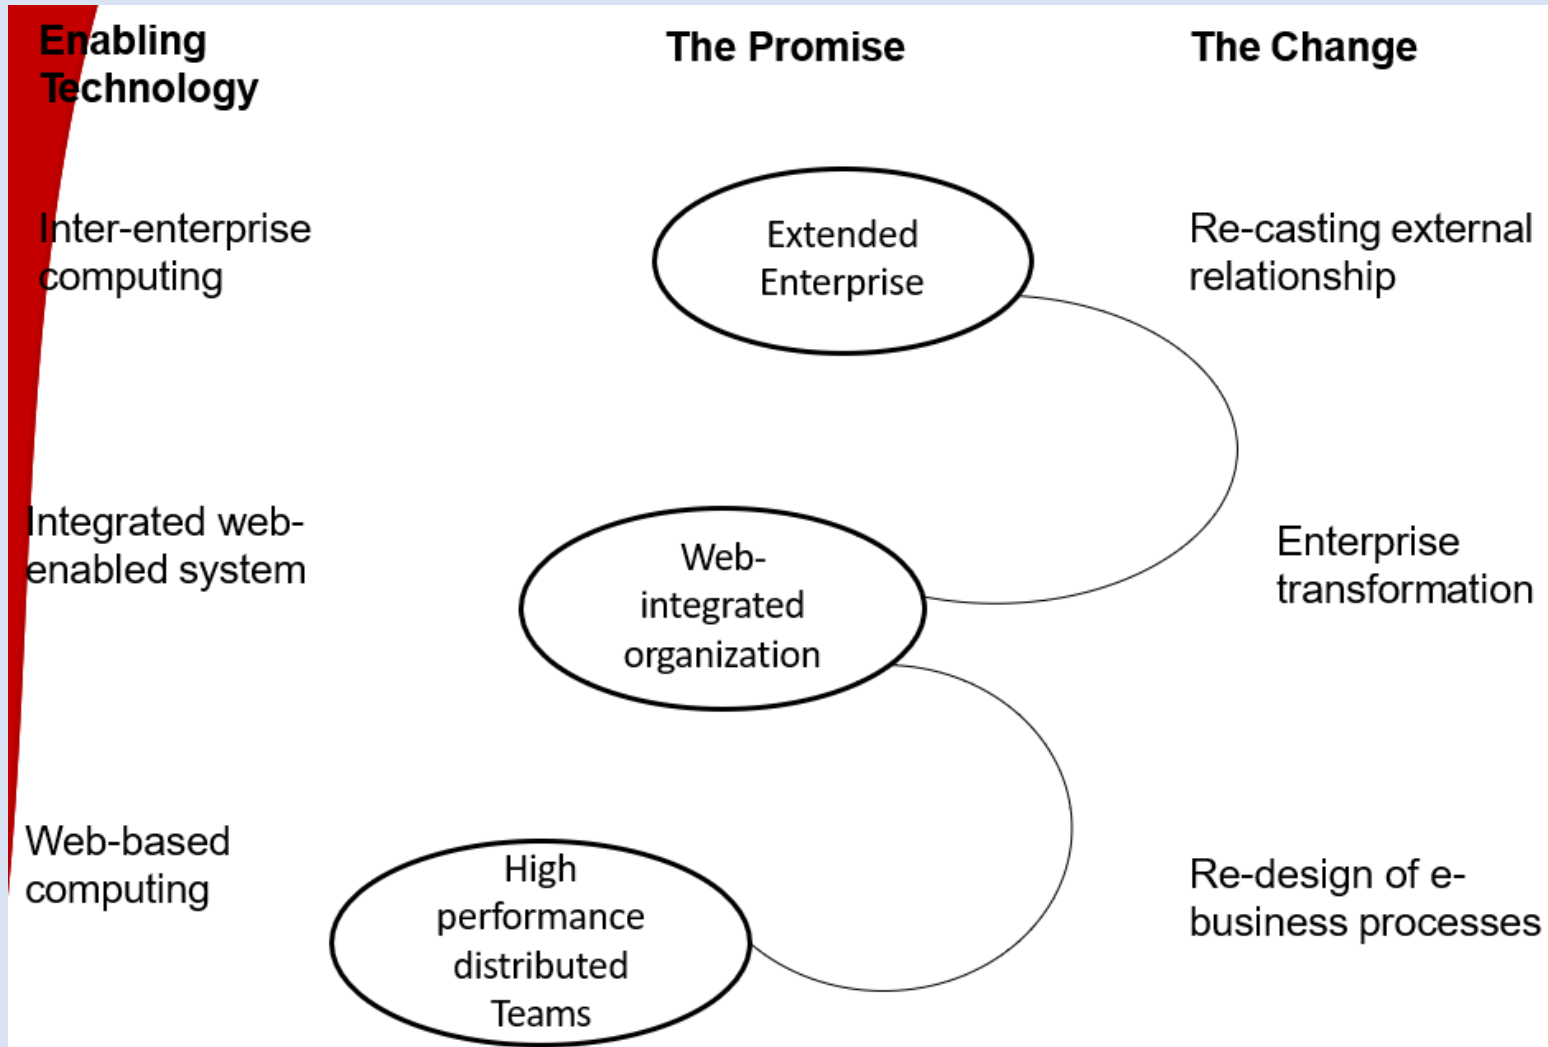 Enabling
Technology
The Promise
The Change
Inter-enterprise
computing
Extended
Enterprise
Re-casting external
relationship
Integrated web-
enabled system
Web-
integrated
organization
Enterprise
transformation
Web-based
computing
High
performance
distributed
Teams
Re-design of e-
business processes